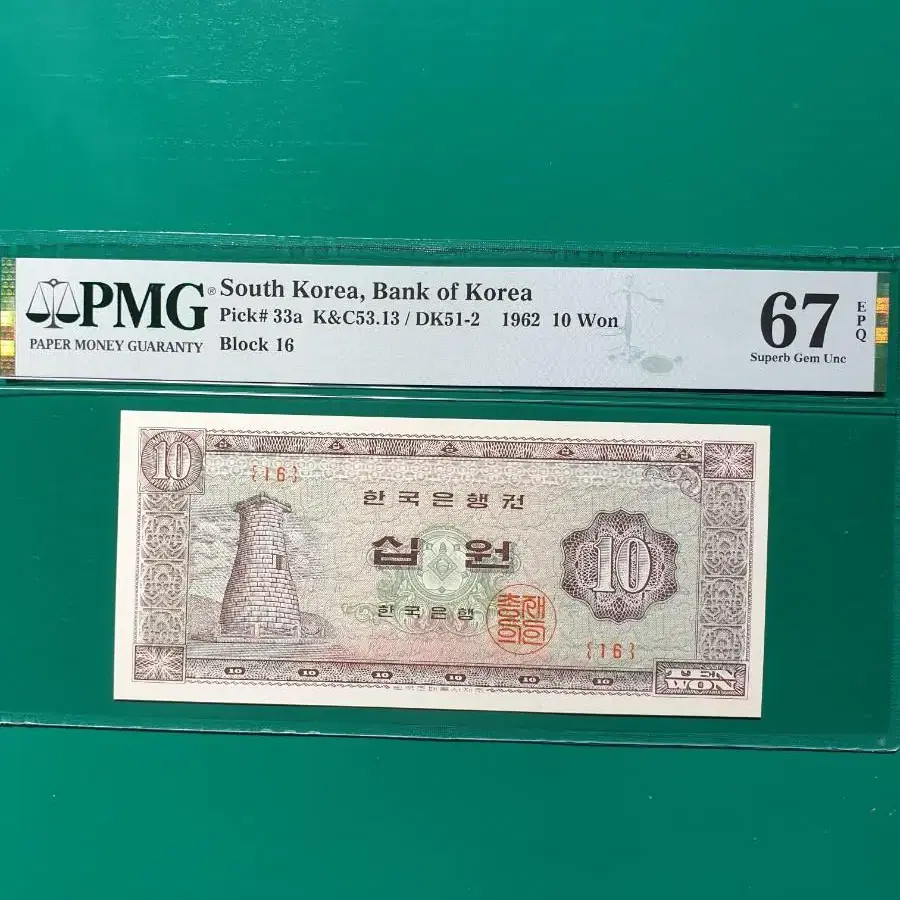 PMG®
PAPER MONEY GUARANTY
South Korea, Bank of Korea
Pick# 33a K&C53.13 / DK51-2 1962 10 Won
Block 16
67
EPQ
Superb Gem Unc
10
{16}
한국은행권
십 원
10
한국은행
{16}
10 10 10 10 10 10
TEN
WON